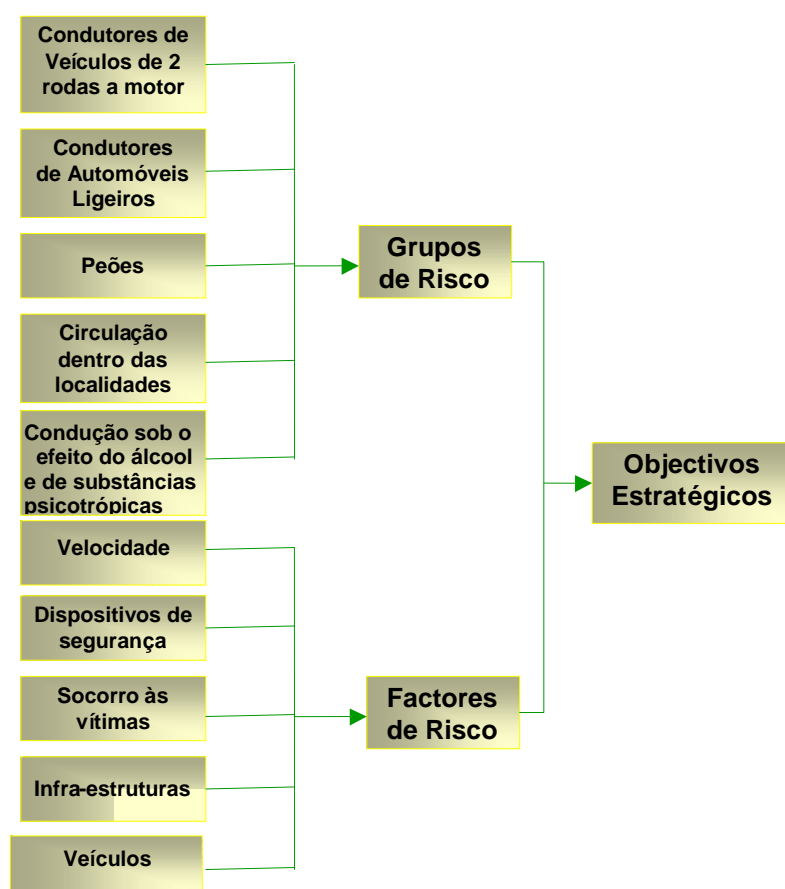 Condutores de
Veículos de 2
rodas a motor
Condutores
de Automóveis
Ligeiros
Peões
Circulação
dentro das
localidades
Condução sob o
efeito do álcool
e de substâncias
psicotrópicas
Velocidade
Dispositivos de
segurança
Socorro às
vítimas
Infra-estruturas
Veículos
Grupos
de Risco
Factores
de Risco
Objectivos
Estratégicos